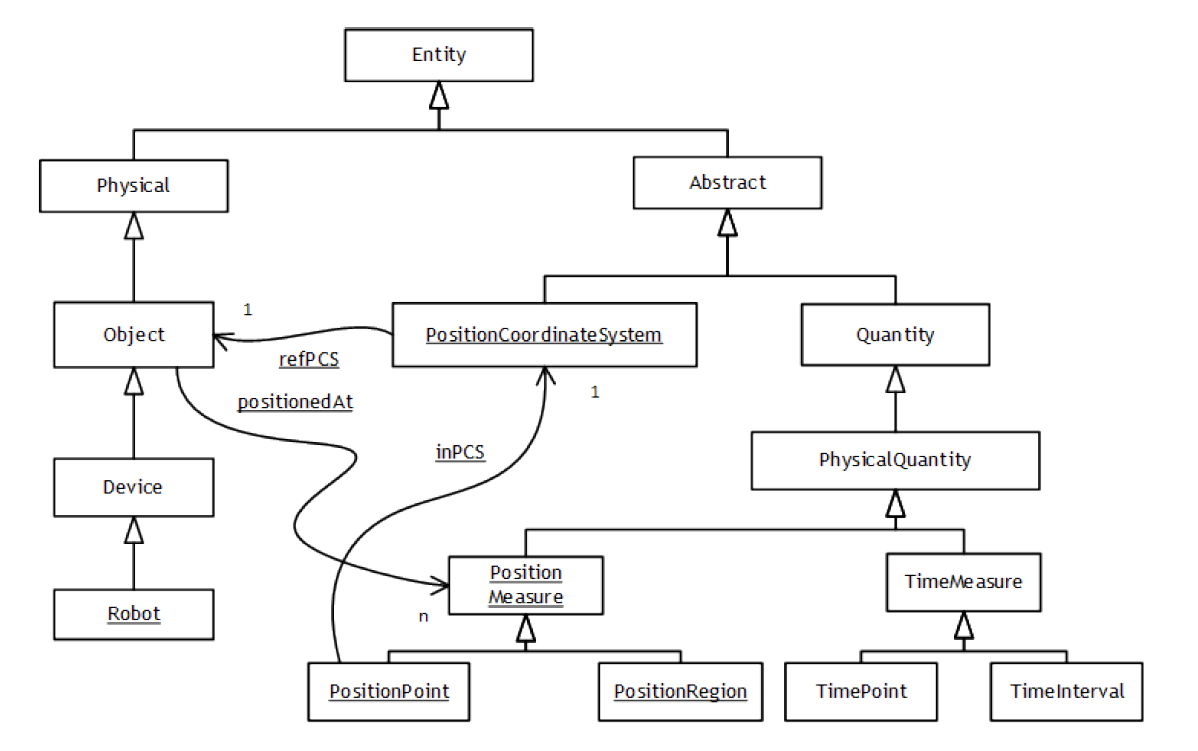 Entity
Physical
Abstract
1
Object
refPCS
PositionCoordinateSystem
Quantity
positionedAt
1
inPCS
PhysicalQuantity
Device
Position
Measure
TimeMeasure
n
Robot
PositionPoint
PositionRegion
TimePoint
TimeInterval